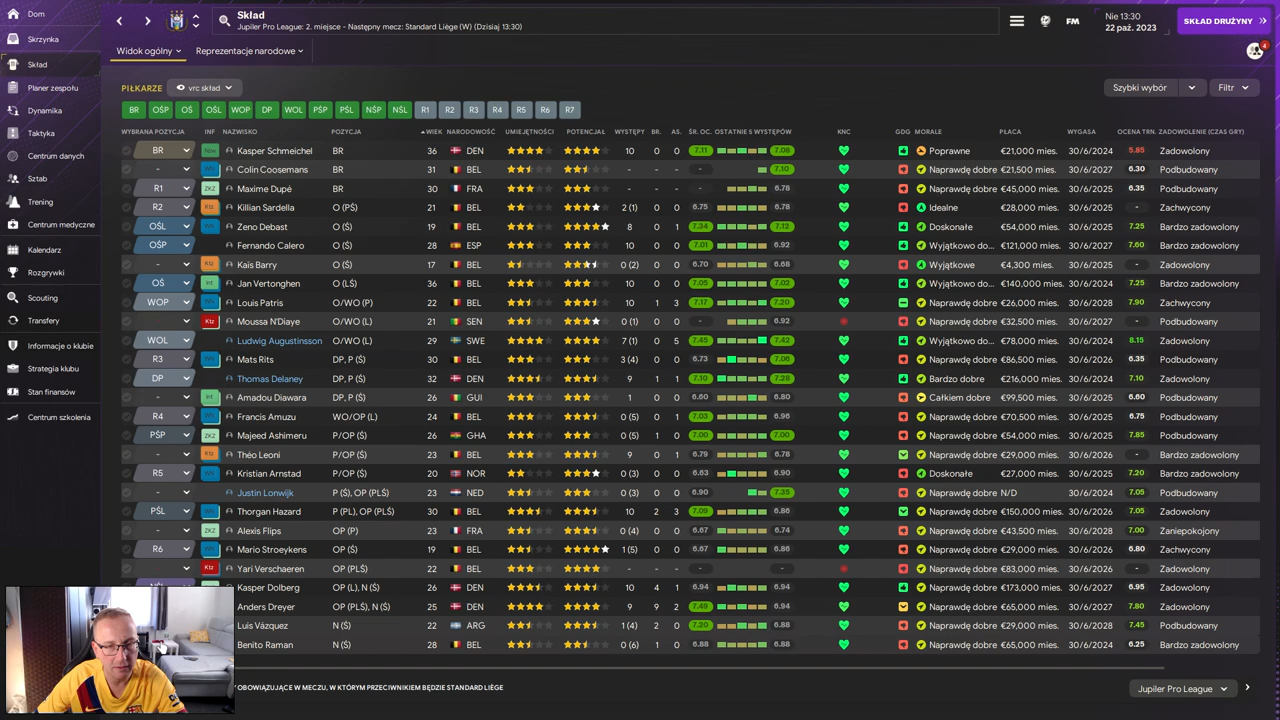 Dom
Skrzynka
Skład
Planer zespołu
Dynamika
Taktyka
Centrum danych
Sztab
Trening
Centrum medyczne
Kalendarz
Rozgrywki
Scouting
Transfery
Informacje o klubie
Strategia klubu
Stan finansów
Centrum szkolenia
Skład
Jupiler Pro League: 2. miejsce - Następny mecz: Standard Liège (W) (Dzisiaj 13:30)
FM
Nie 13:30
22 paź. 2023
SKŁAD DRUŻYNY
Widok ogólny Reprezentacje narodowe
4
PIŁKARZE vrc skład Szybki wybór Filtr
BR OŚP OŚ OŚL WOP DP WOL PŚP PŚL NŚP NŚL R1 R2 R3 R4 R5 R6 R7
WYBRANA POZYCJA INF NAZWISKO POZYCJA WIEK NARODOWOŚĆ UMIEJĘTNOŚCI POTENCJAŁ WYSTĘPY BR. AS. ŚR. OC. OSTATNIE 5 WYSTĘPÓW KNC GDG MORALE PŁACA WYGASA OCENA TRN. ZADOWOLENIE (CZAS GRY)
BR Now Kasper Schmeichel BR 36 DEN 10 0 0 7.11 7.08 Poprawne €21,000 mies. 30/6/2024 5.85 Zadowolony
- Colin Coosemans BR 31 BEL - - - - 7.10 Naprawdę dobre €21,500 mies. 30/6/2027 6.30 Podbudowany
R1 ZKZ Maxime Dupé BR 30 FRA - - - - 6.78 Naprawdę dobre €45,000 mies. 30/6/2025 6.35 Podbudowany
R2 Ktz Killian Sardella O (PŚ) 21 BEL 2 (1) 0 0 6.75 6.78 Idealne €28,000 mies. 30/6/2025 - Zachwycony
OŚL Zeno Debast O (Ś) 19 BEL 8 0 1 7.34 7.12 Doskonałe €54,000 mies. 30/6/2025 7.25 Bardzo zadowolony
OŚP Fernando Calero O (Ś) 28 ESP 10 0 0 7.01 6.92 Wyjątkowo do... €121,000 mies. 30/6/2026 7.60 Bardzo zadowolony
- Ktz Kaïs Barry O (Ś) 17 BEL 0 (2) 0 0 6.70 6.68 Wyjątkowe €4,300 mies. 30/6/2025 - Zadowolony
OŚ Int Jan Vertonghen O (LŚ) 36 BEL 10 0 0 7.05 7.02 Wyjątkowo do... €140,000 mies. 30/6/2024 7.25 Bardzo zadowolony
WOP Louis Patris O/WO (P) 22 BEL 10 1 3 7.17 7.20 Naprawdę dobre €26,000 mies. 30/6/2028 7.90 Zachwycony
Ktz Moussa N'Diaye O/WO (L) 21 SEN 0 (1) 0 0 - 6.92 Naprawdę dobre €32,500 mies. 30/6/2027 - Podbudowany
WOL Ludwig Augustinsson O/WO (L) 29 SWE 7 (1) 0 5 7.45 7.42 Wyjątkowo do... €78,000 mies. 30/6/2024 8.15 Bardzo zadowolony
R3 Mats Rits DP, P (Ś) 30 BEL 3 (4) 0 0 6.73 7.06 Naprawdę dobre €86,500 mies. 30/6/2026 6.35 Podbudowany
DP Thomas Delaney DP, P (Ś) 32 DEN 9 1 1 7.10 7.28 Bardzo dobre €216,000 mies. 30/6/2024 7.10 Zadowolony
- Int Amadou Diawara DP, P (Ś) 26 GUI 1 0 0 6.60 6.80 Całkiem dobre €99,500 mies. 30/6/2025 6.60 Podbudowany
R4 Francis Amuzu WO/OP (L) 24 BEL 0 (5) 0 1 7.03 6.96 Naprawdę dobre €70,500 mies. 30/6/2026 6.75 Podbudowany
PŚP ZKZ Majeed Ashimeru P/OP (Ś) 26 GHA 0 (5) 0 1 7.00 7.00 Naprawdę dobre €54,000 mies. 30/6/2025 7.85 Podbudowany
- Ktz Théo Leoni P/OP (Ś) 23 BEL 9 0 1 6.79 6.78 Naprawdę dobre €29,000 mies. 30/6/2026 - Bardzo zadowolony
R5 Kristian Arnstad P/OP (Ś) 20 NOR 0 (3) 0 0 6.63 6.90 Doskonałe €27,000 mies. 30/6/2025 7.20 Bardzo zadowolony
- Justin Lonwijk P (Ś), OP (PLŚ) 23 NED 0 (3) 0 0 6.90 7.35 Naprawdę dobre N/D 30/6/2024 7.05 Podbudowany
PŚL Thorgan Hazard P (PL), OP (PLŚ) 30 BEL 10 2 3 7.09 6.86 Naprawdę dobre €150,000 mies. 30/6/2026 7.05 Bardzo zadowolony
- ZKZ Alexis Flips OP (P) 23 FRA 0 (4) 0 0 6.67 6.74 Naprawdę dobre €43,500 mies. 30/6/2028 7.00 Zaniepokojony
R6 Mario Stroeykens OP (Ś) 19 BEL 1 (5) 0 0 6.67 6.86 Naprawdę dobre €29,000 mies. 30/6/2026 6.80 Zachwycony
Ktz Yari Verschaeren OP (PLŚ) 22 BEL - - - - - Naprawdę dobre €83,000 mies. 30/6/2026 - Podbudowany
Kasper Dolberg OP (L), N (Ś) 26 DEN 10 4 1 6.94 6.94 Naprawdę dobre €173,000 mies. 30/6/2027 6.95 Podbudowany
Anders Dreyer OP (PLŚ), N (Ś) 25 DEN 9 9 2 7.49 6.94 Naprawdę dobre €65,000 mies. 30/6/2027 7.80 Zadowolony
Luis Vázquez N (Ś) 22 ARG 1 (4) 2 0 7.20 6.88 Naprawdę dobre €29,000 mies. 30/6/2028 7.45 Podbudowany
Benito Raman N (Ś) 28 BEL 0 (6) 1 0 6.88 6.88 Naprawdę dobre €65,000 mies. 30/6/2025 6.25 Bardzo zadowolony
OBOWIĄZUJĄCE W MECZU, W KTÓRYM PRZECIWNIKIEM BĘDZIE STANDARD LIÈGE
Jupiler Pro League